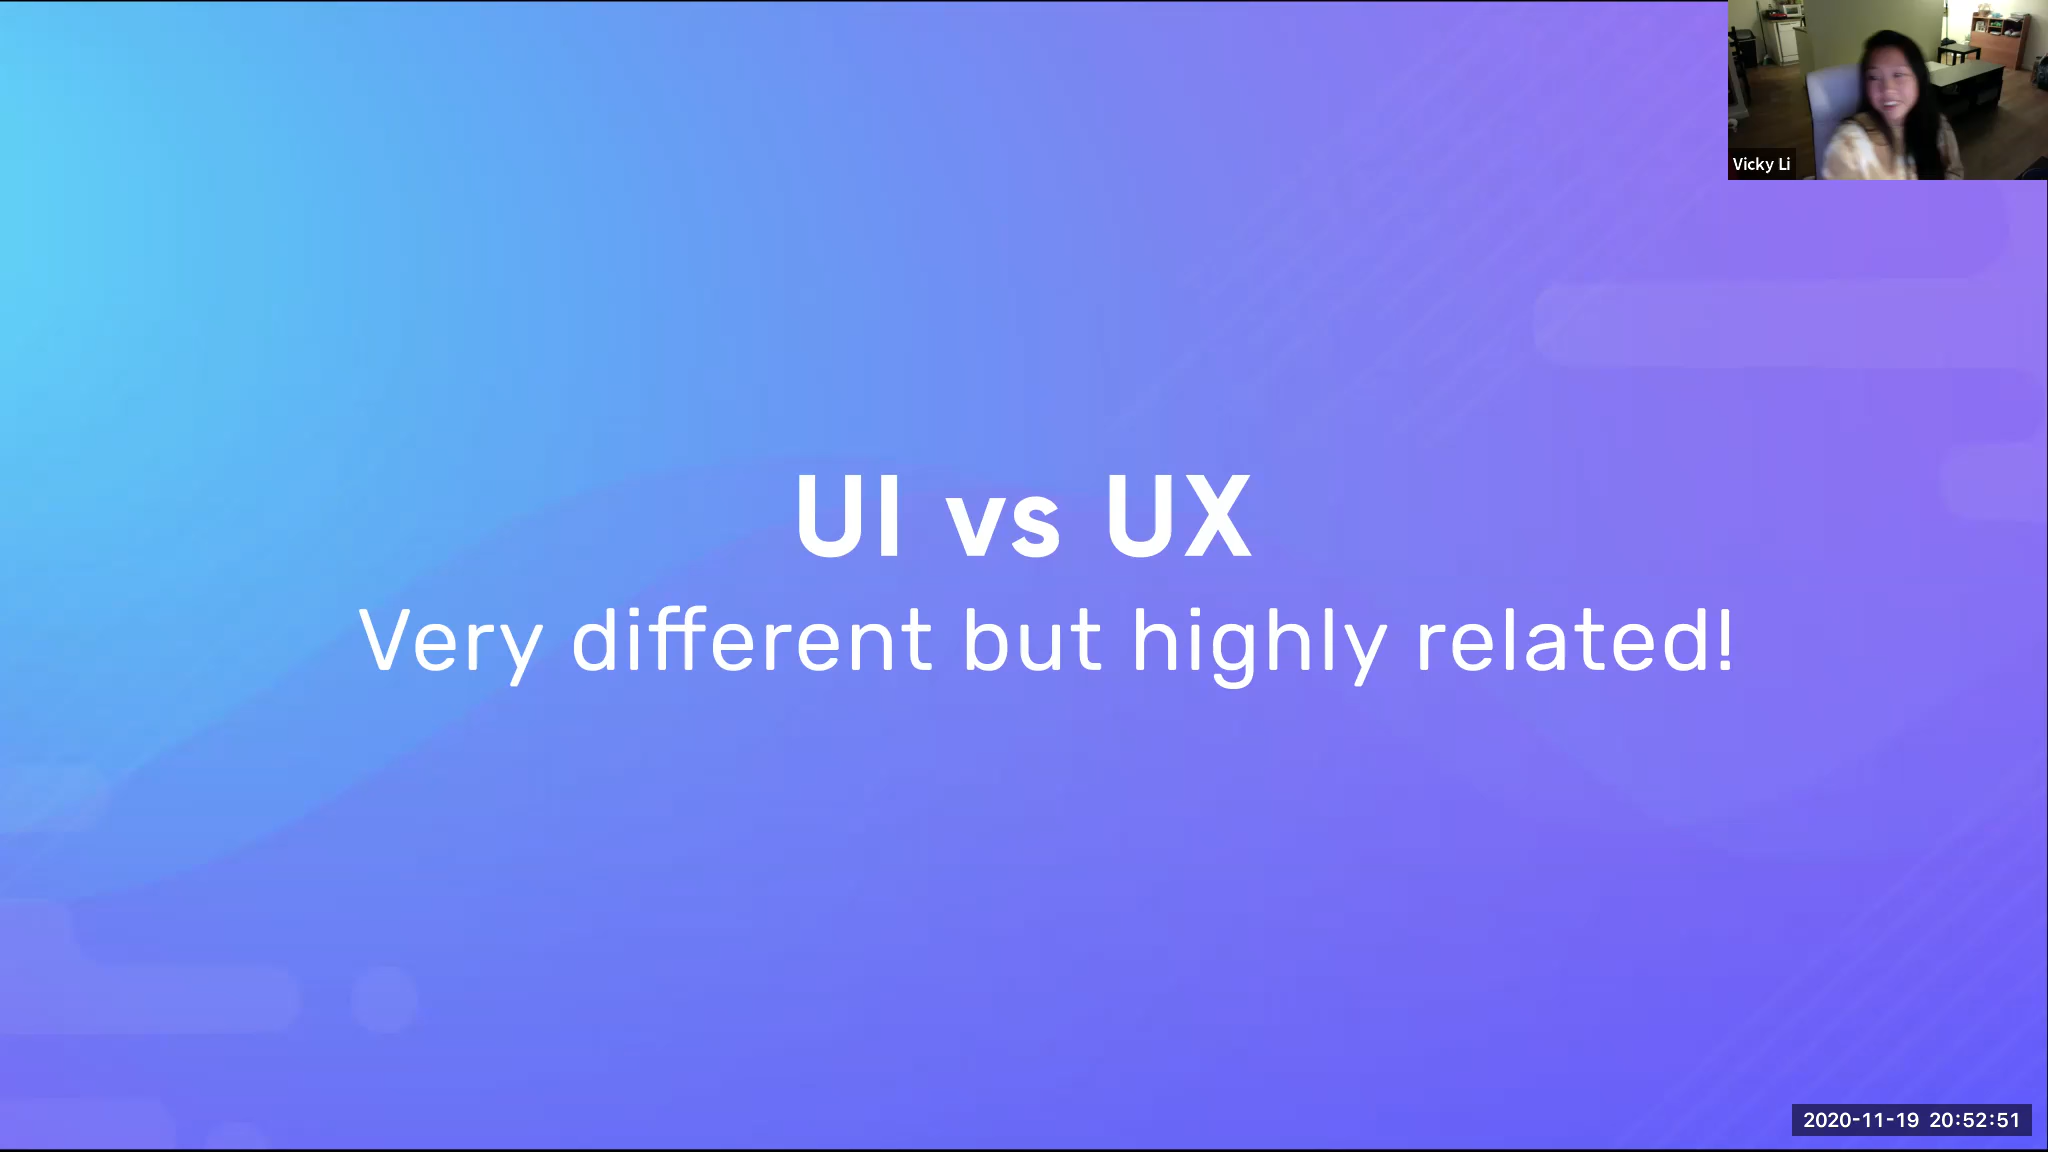 Vicky Li
UI vs UX
Very different but highly related!
2020-11-19 20:52:51